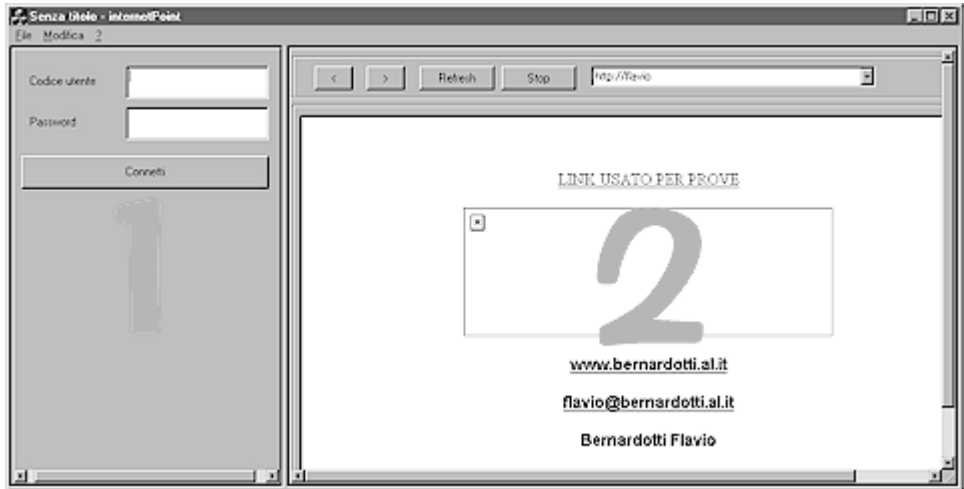 Senza titolo - internetPoint
File Modifica ?
Codice utente
Password
Connetti
1
< > Refresh Stop http://flavio
LINK USATO PER PROVE
2
www.bernardotti.al.it
flavio@bernardotti.al.it
Bernardotti Flavio